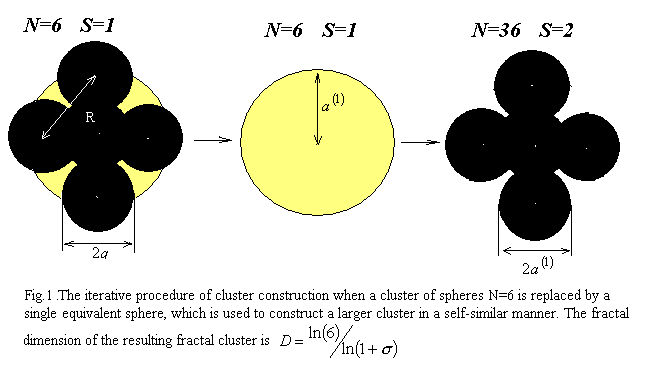 N=6 S=1
N=6 S=1
N=36 S=2
R
a (1)
2a
2a (1)
Fig.1 .The iterative procedure of cluster construction when a cluster of spheres N=6 is replaced by a
single equivalent sphere, which is used to construct a larger cluster in a self-similar manner. The fractal
dimension of the resulting fractal cluster is D = ln(6)/ln(1+ σ)